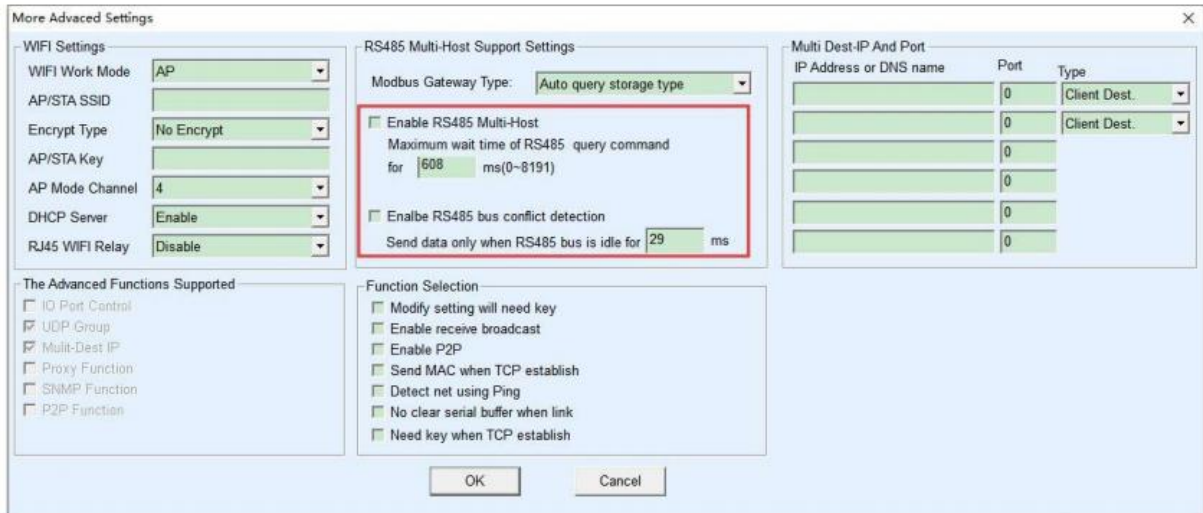 More Advaced Settings
WIFI Settings
WIFI Work Mode AP
AP/STA SSID
Encrypt Type No Encrypt
AP/STA Key
AP Mode Channel 4
DHCP Server Enable
RJ45 WIFI Relay Disable
RS485 Multi-Host Support Settings
Modbus Gateway Type: Auto query storage type
Enable RS485 Multi-Host
Maximum wait time of RS485 query command
for 608 ms(0~8191)
Enalbe RS485 bus conflict detection
Send data only when RS485 bus is idle for 29 ms
Multi Dest-IP And Port
IP Address or DNS name Port Type
0 Client Dest.
0 Client Dest.
0
0
0
0
The Advanced Functions Supported
IO Port Control
UDP Group
Mulit-Dest IP
Proxy Function
SNMP Function
P2P Function
Function Selection
Modify setting will need key
Enable receive broadcast
Enable P2P
Send MAC when TCP establish
Detect net using Ping
No clear serial buffer when link
Need key when TCP establish
OK Cancel